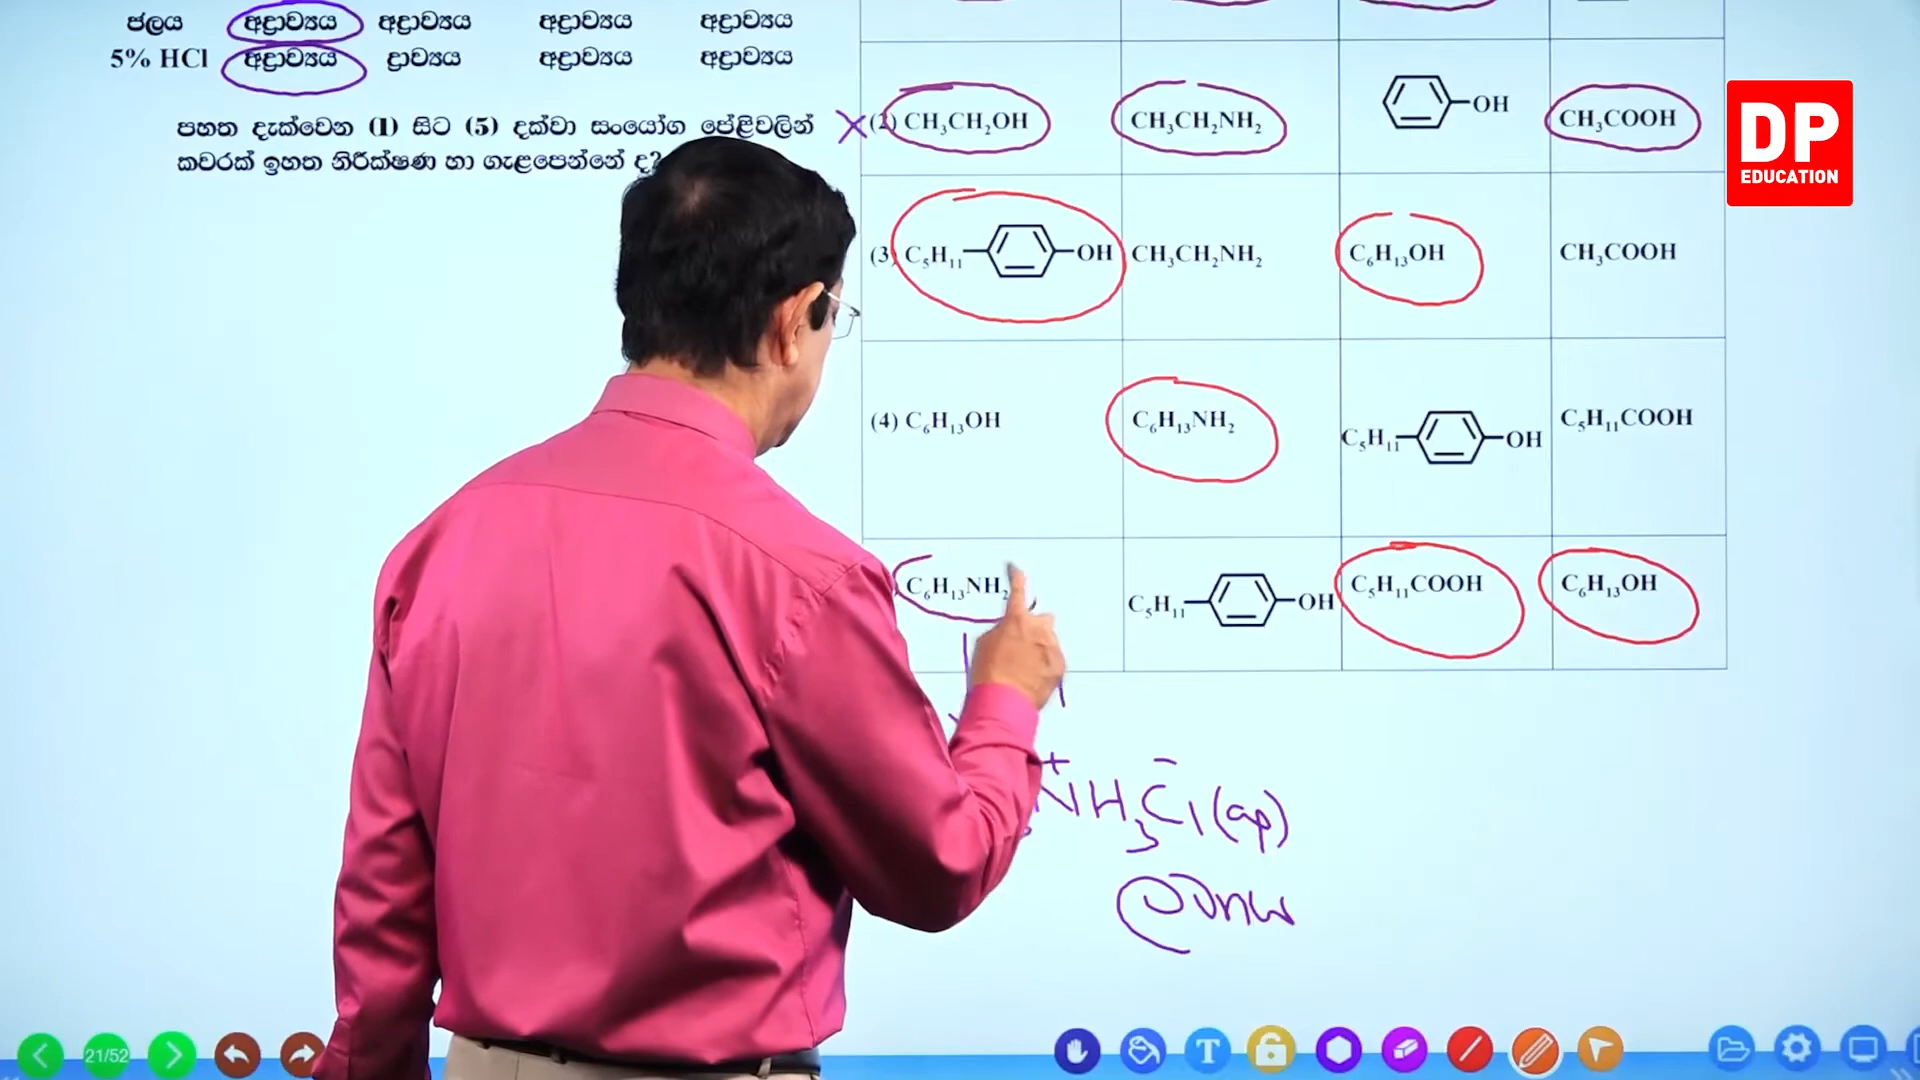 ජලය අද්‍රාව්‍යය අද්‍රාව්‍යය අද්‍රාව්‍යය අද්‍රාව්‍යය
5% HCl අද්‍රාව්‍යය ද්‍රාව්‍යය අද්‍රාව්‍යය අද්‍රාව්‍යය
පහත දැක්වෙන (1) සිට (5) දක්වා සංයෝග පේළිවලින්
කවරක් ඉහත නිරීක්ෂණ හා ගැළපෙන්නේ ද?
(2) CH₃CH₂OH CH₃CH₂NH₂ OH CH₃COOH
(3) C₅H₁₁ OH CH₃CH₂NH₂ C₆H₁₃OH CH₃COOH
(4) C₆H₁₃OH C₆H₁₃NH₂ C₅H₁₁ OH C₅H₁₁COOH
C₆H₁₃NH₂ C₅H₁₁ OH C₅H₁₁COOH C₆H₁₃OH
DP
EDUCATION
21/52
T